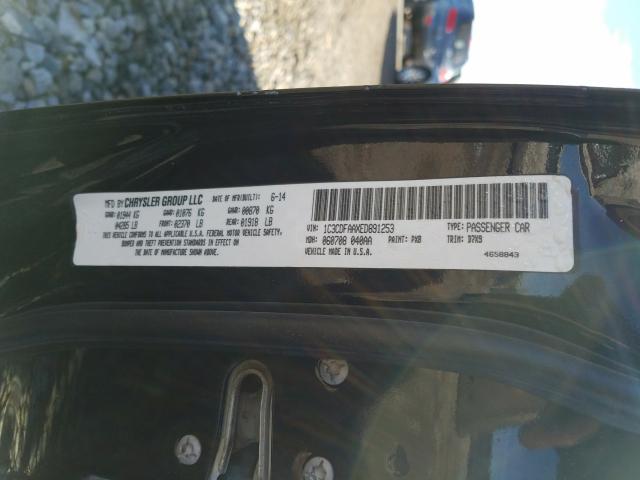 MFD BY CHRYSLER GROUP LLC DATE OF MFR(BUILT): 6-14
GVWR:01944 KG GAWR:01076 KG GAWR:00870 KG
04285 LB FRONT:02370 LB REAR:01918 LB
THIS VEHICLE CONFORMS TO ALL APPLICABLE U.S.A. FEDERAL MOTOR VEHICLE SAFETY,
BUMPER AND THEFT PREVENTION STANDARDS IN EFFECT ON
THE DATE OF MANUFACTURE SHOWN ABOVE.
VIN: 1C3CDFAAXED891253 TYPE: PASSENGER CAR
MDH: 060708 040AA PAINT: PX8 TRIM: D7X9
VEHICLE MADE IN U.S.A.
4658843